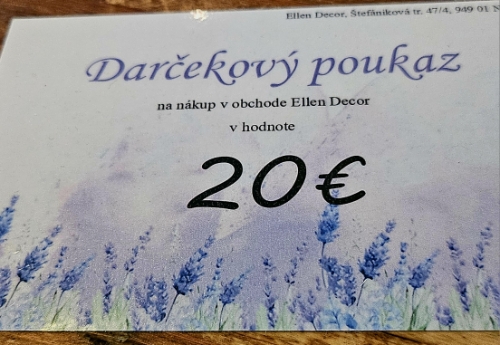 Ellen Decor, Štefánikova tr. 47/4, 949 01 N
Darčekový poukaz
na nákup v obchode Ellen Decor
v hodnote
20€